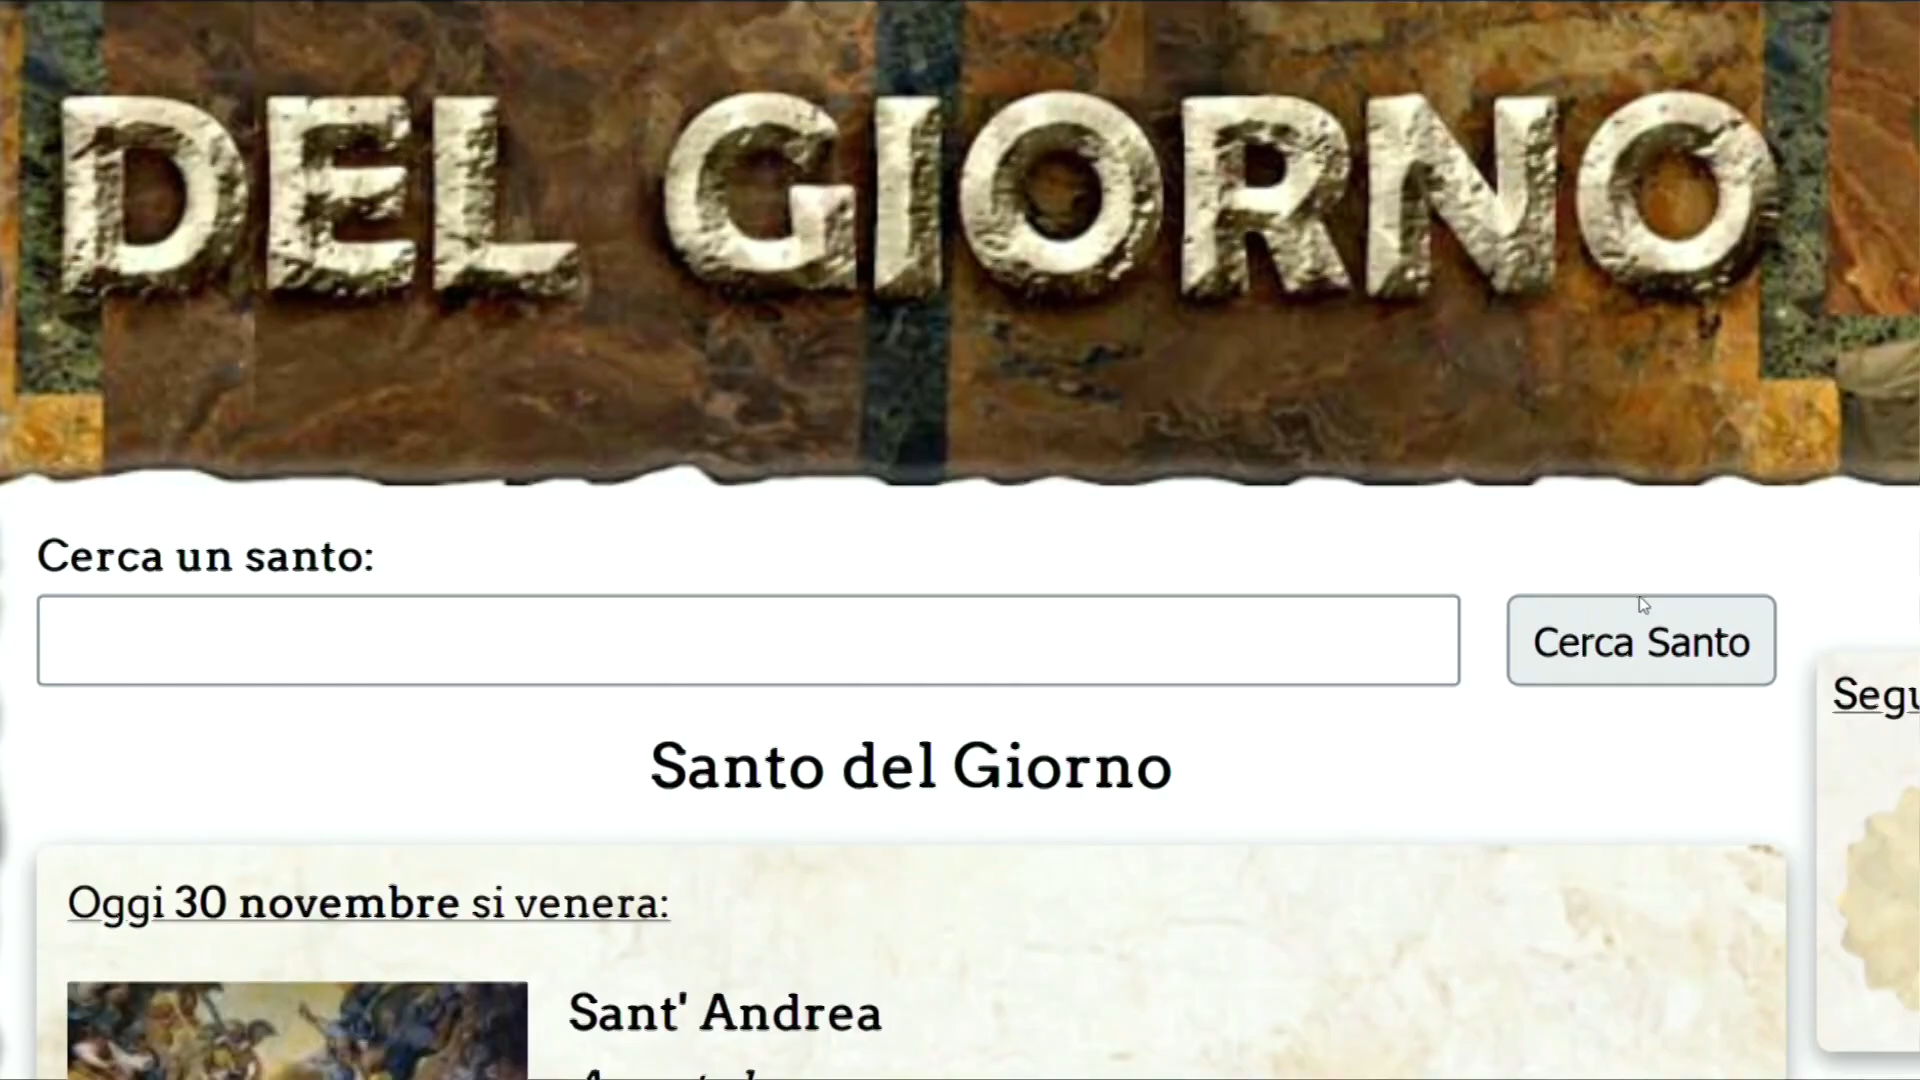 DEL GIORNO
Cerca un santo:
Cerca Santo
Santo del Giorno
Oggi 30 novembre si venera:
Sant' Andrea